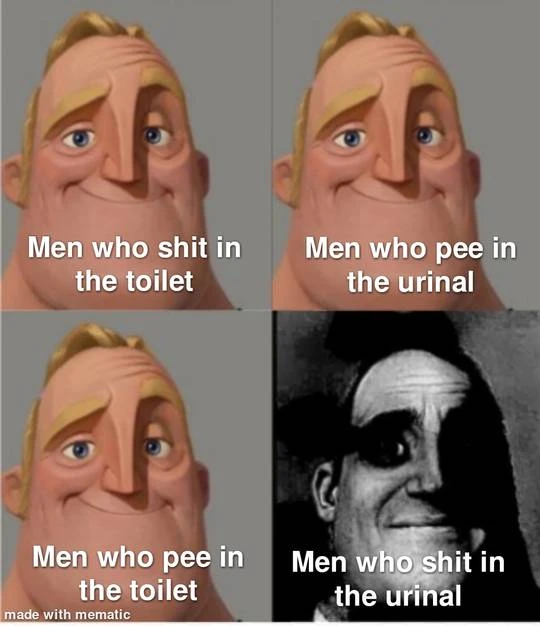 Men who shit in
the toilet
Men who pee in
the urinal
Men who pee in
the toilet
Men who shit in
the urinal
made with mematic